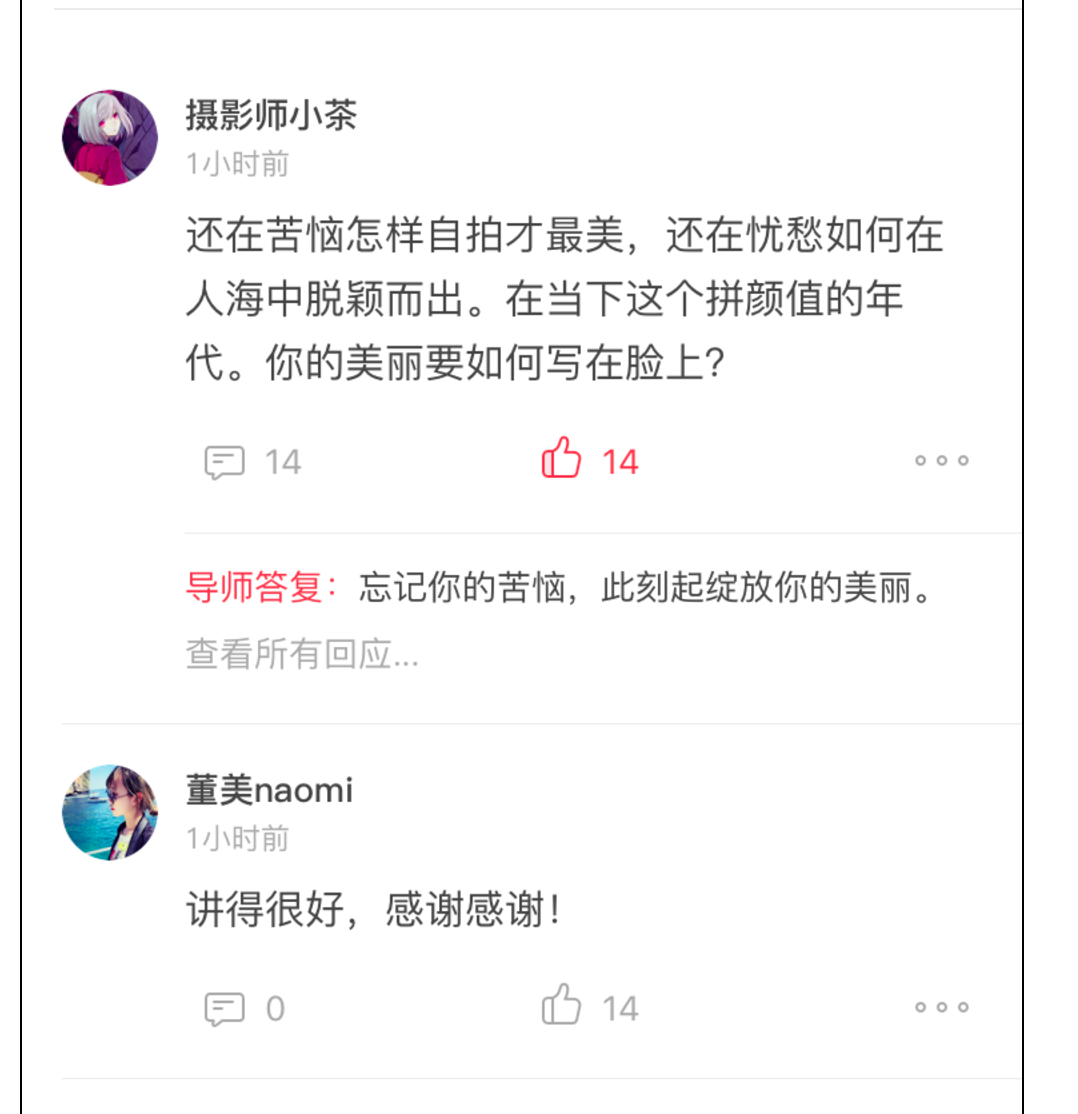 摄影师小茶
1小时前
还在苦恼怎样自拍才最美，还在忧愁如何在
人海中脱颖而出。在当下这个拼颜值的年
代。你的美丽要如何写在脸上？
14
14
导师答复：忘记你的苦恼，此刻起绽放你的美丽。
查看所有回应...
董美naomi
1小时前
讲得很好，感谢感谢！
0
14